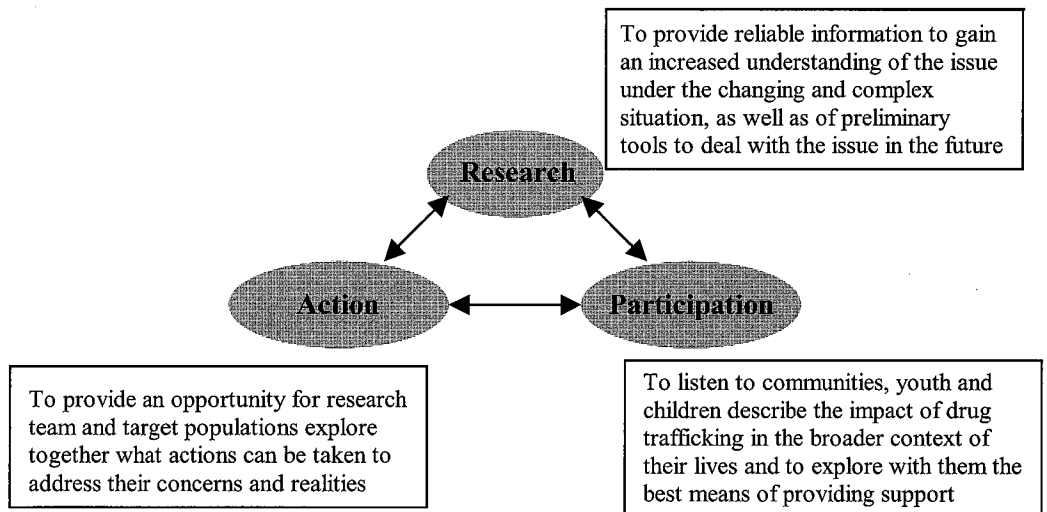 To provide reliable information to gain
an increased understanding of the issue
under the changing and complex
situation, as well as of preliminary
tools to deal with the issue in the future
Research
Action
Participation
To provide an opportunity for research
team and target populations explore
together what actions can be taken to
address their concerns and realities
To listen to communities, youth and
children describe the impact of drug
trafficking in the broader context of
their lives and to explore with them the
best means of providing support